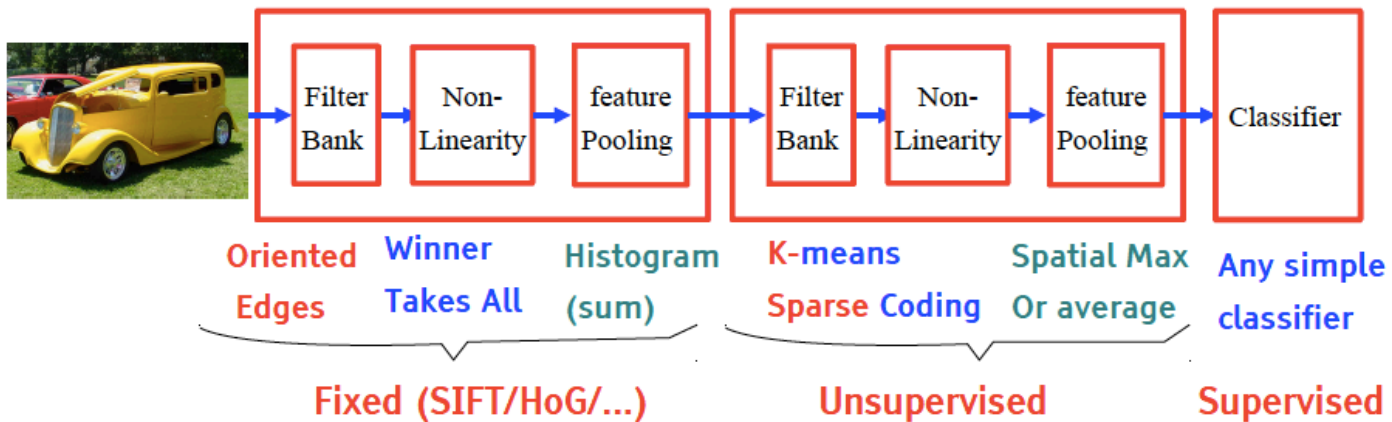 Filter
Bank
Non-
Linearity
feature
Pooling
Filter
Bank
Non-
Linearity
feature
Pooling
Classifier
Oriented
Edges
Winner
Takes All
Histogram
(sum)
K-means
Sparse Coding
Spatial Max
Or average
Any simple
classifier
Fixed (SIFT/HoG/...)
Unsupervised
Supervised